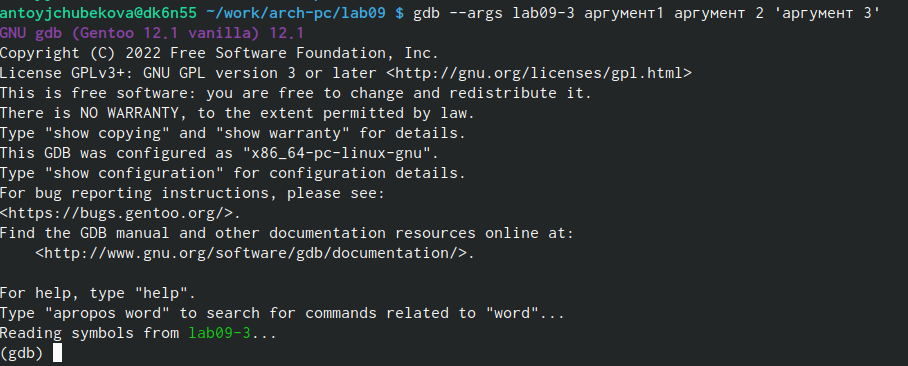 antoyjchubekova@dk6n55 ~/work/arch-pc/lab09 $ gdb --args lab09-3 аргумент1 аргумент 2 'аргумент 3'
GNU gdb (Gentoo 12.1 vanilla) 12.1
Copyright (C) 2022 Free Software Foundation, Inc.
License GPLv3+: GNU GPL version 3 or later <http://gnu.org/licenses/gpl.html>
This is free software: you are free to change and redistribute it.
There is NO WARRANTY, to the extent permitted by law.
Type "show copying" and "show warranty" for details.
This GDB was configured as "x86_64-pc-linux-gnu".
Type "show configuration" for configuration details.
For bug reporting instructions, please see:
<https://bugs.gentoo.org/>.
Find the GDB manual and other documentation resources online at:
    <http://www.gnu.org/software/gdb/documentation/>.

For help, type "help".
Type "apropos word" to search for commands related to "word"...
Reading symbols from lab09-3...
(gdb)